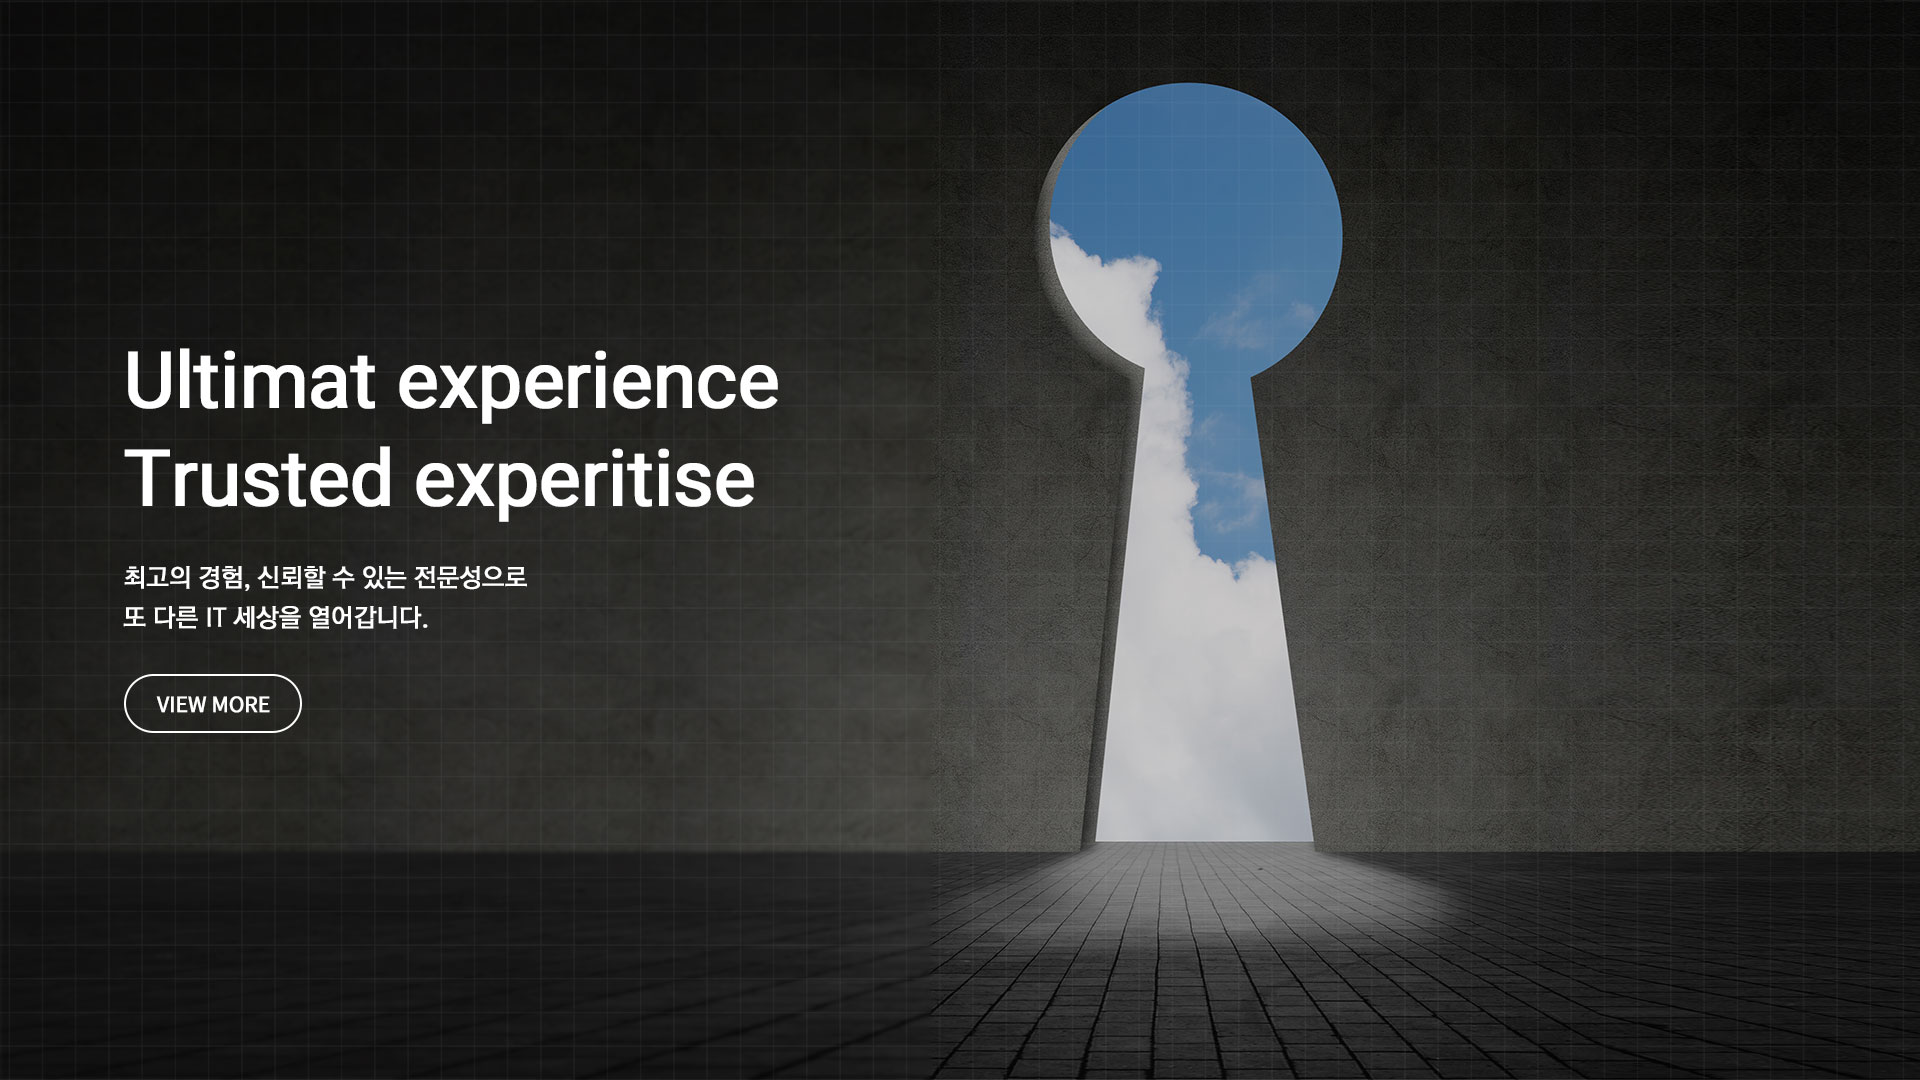 Ultimat experience
Trusted experitise
최고의 경험, 신뢰할 수 있는 전문성으로
또 다른 IT 세상을 열어갑니다.
VIEW MORE